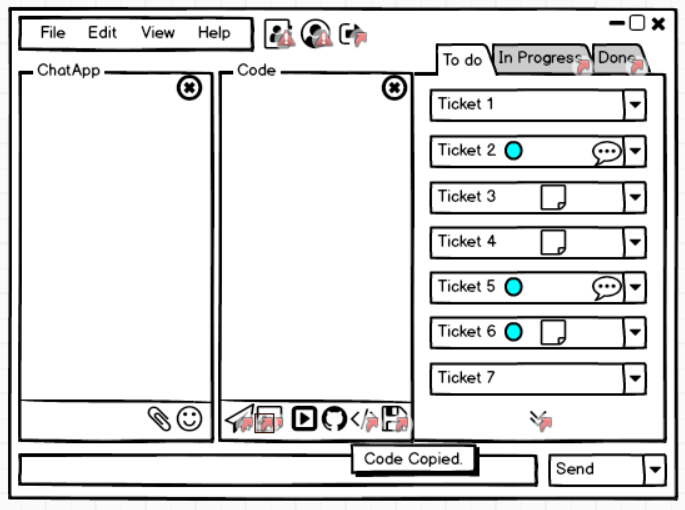 File Edit View Help
To do In Progress Done
ChatApp
Code
Ticket 1
Ticket 2
Ticket 3
Ticket 4
Ticket 5
Ticket 6
Ticket 7
Code Copied.
Send